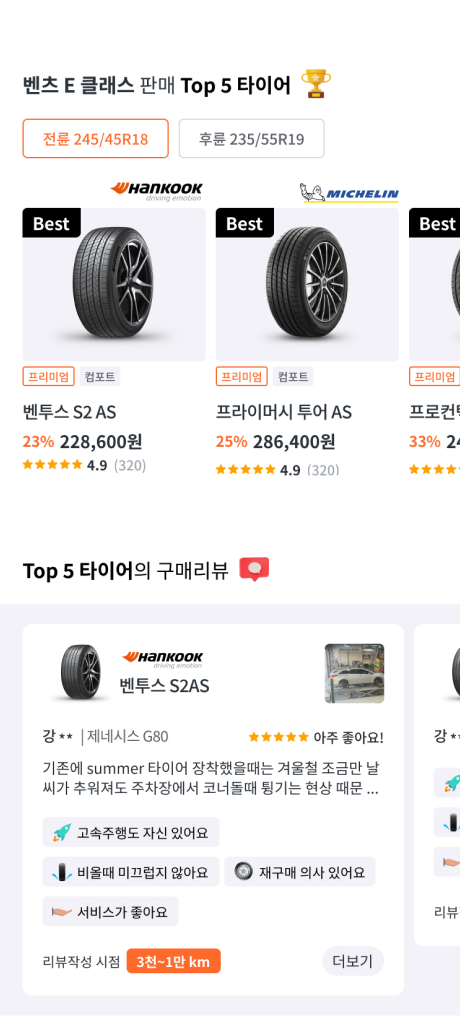 벤츠 E 클래스 판매 Top 5 타이어
전륜 245/45R18
후륜 235/55R19
HANKOOK
driving emotion
MICHELIN
Best
Best
Best
프리미엄
컴포트
프리미엄
컴포트
프리미엄
벤투스 S2 AS
프라이머시 투어 AS
프로컨
23% 228,600원
25% 286,400원
33% 24
4.9 (320)
4.9 (320)
Top 5 타이어의 구매리뷰
HANKOOK
driving emotion
벤투스 S2AS
강 ** | 제네시스 G80
아주 좋아요!
강 *
기존에 summer 타이어 장착했을때는 겨울철 조금만 날
씨가 추워져도 주차장에서 코너돌때 튕기는 현상 때문 ...
고속주행도 자신 있어요
비올때 미끄럽지 않아요
재구매 의사 있어요
서비스가 좋아요
리뷰
리뷰작성 시점
3천~1만 km
더보기